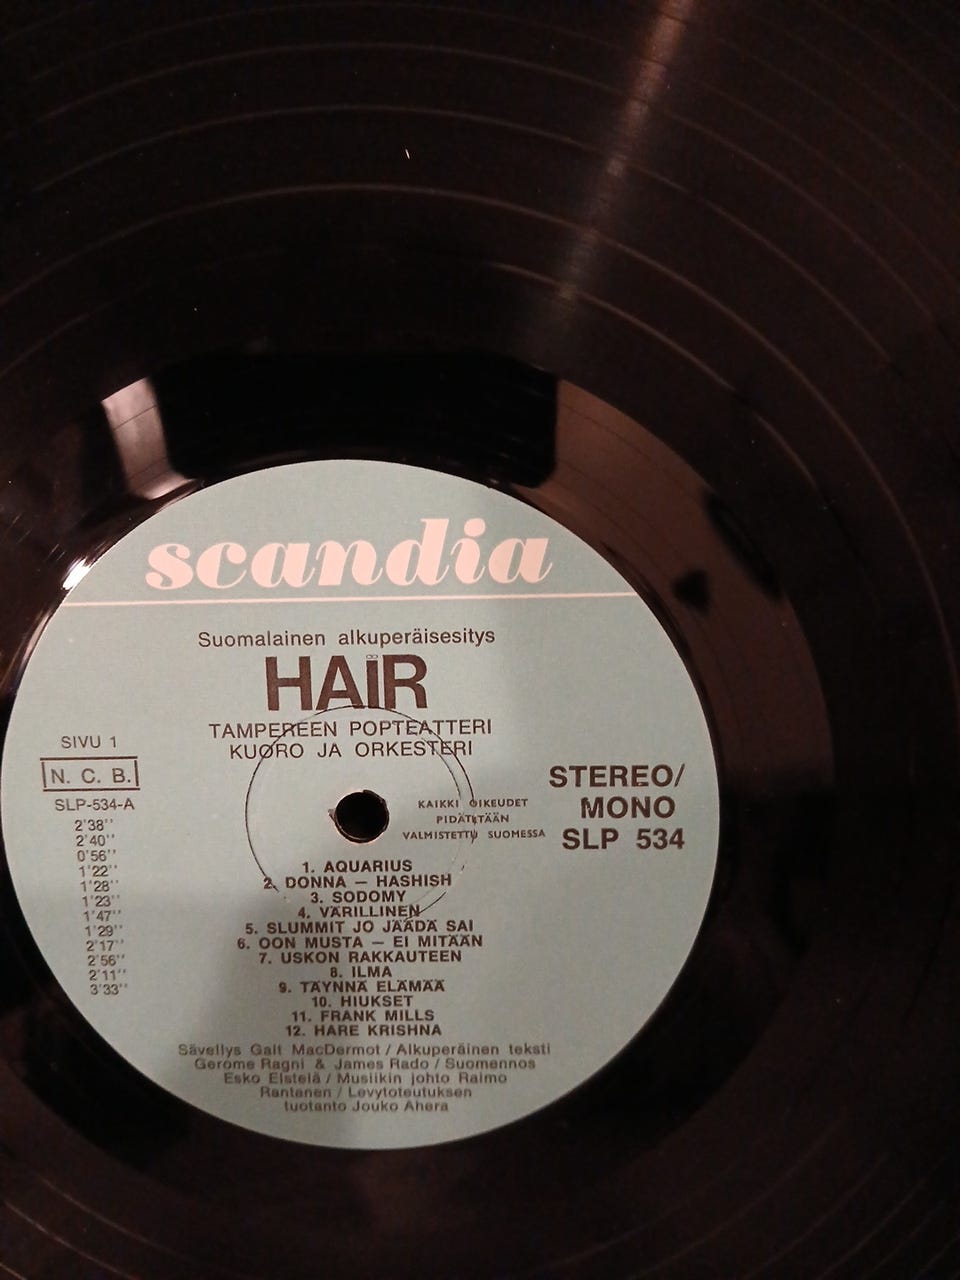 scandia
Suomalainen alkuperäisesitys
HAÏR
TAMPEREEN POPTEATTERI
KUORO JA ORKESTERI
SIVU 1
N. C. B.
SLP-534-A
2'38''
2'40''
0'56''
1'22''
1'28''
1'23''
1'47''
1'29''
2'17''
2'56''
2'11''
3'33''
KAIKKI OIKEUDET
PIDÄTETÄÄN
VALMISTETTU SUOMESSA
STEREO/
MONO
SLP 534
1. AQUARIUS
2. DONNA — HASHISH
3. SODOMY
4. VÄRILLINEN
5. SLUMMIT JO JÄÄDÄ SAI
6. OON MUSTA — EI MITÄÄN
7. USKON RAKKAUTEEN
8. ILMA
9. TÄYNNÄ ELÄMÄÄ
10. HIUKSET
11. FRANK MILLS
12. HARE KRISHNA
Sävellys Galt MacDermot / Alkuperäinen teksti
Gerome Ragni & James Rado / Suomennos
Esko Elstelä / Musiikin johto Raimo
Rantanen / Levytoteutuksen
tuotanto Jouko Ahera